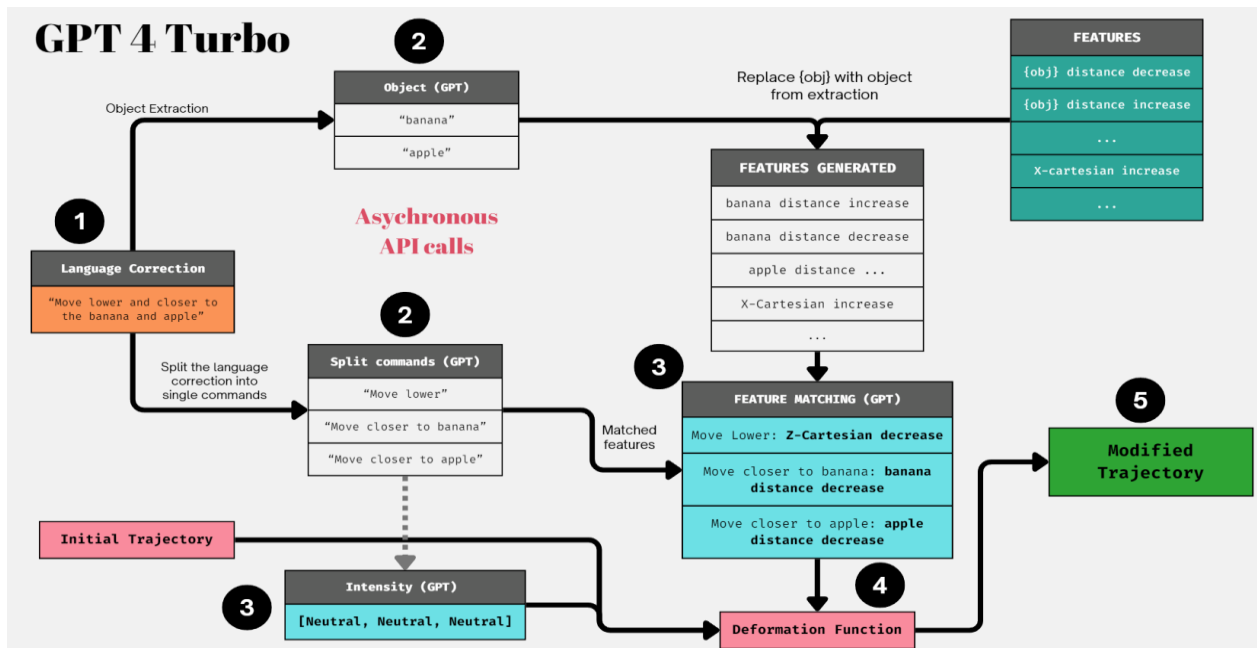 GPT 4 Turbo
2
Object (GPT)
“banana”
“apple”
Object Extraction
Replace {obj} with object
from extraction
FEATURES
{obj} distance decrease
{obj} distance increase
...
X-cartesian increase
...
FEATURES GENERATED
banana distance increase
banana distance decrease
apple distance ...
X-Cartesian increase
...
Asychronous
API calls
1
Language Correction
“Move lower and closer to
the banana and apple”
Split the language
correction into
single commands
2
Split commands (GPT)
“Move lower”
“Move closer to banana”
“Move closer to apple”
Matched
features
3
FEATURE MATCHING (GPT)
Move Lower: Z-Cartesian decrease
Move closer to banana: banana
distance decrease
Move closer to apple: apple
distance decrease
5
Modified
Trajectory
Initial Trajectory
3
Intensity (GPT)
[Neutral, Neutral, Neutral]
4
Deformation Function